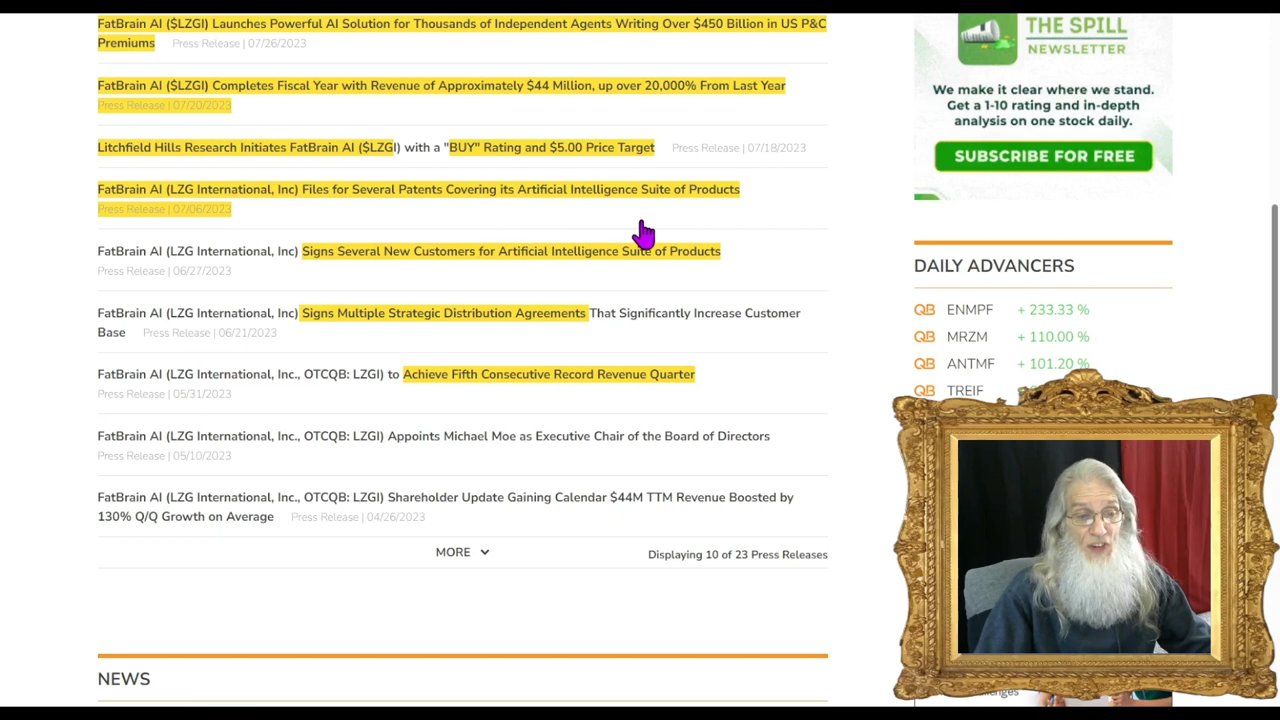 FatBrain AI ($LZGI) Launches Powerful AI Solution for Thousands of Independent Agents Writing Over $450 Billion in US P&C
Premiums Press Release | 07/26/2023
FatBrain AI ($LZGI) Completes Fiscal Year with Revenue of Approximately $44 Million, up over 20,000% From Last Year
Press Release | 07/20/2023
Litchfield Hills Research Initiates FatBrain AI ($LZGI) with a "BUY" Rating and $5.00 Price Target Press Release | 07/18/2023
FatBrain AI (LZG International, Inc) Files for Several Patents Covering its Artificial Intelligence Suite of Products
Press Release | 07/06/2023
FatBrain AI (LZG International, Inc) Signs Several New Customers for Artificial Intelligence Suite of Products
Press Release | 06/27/2023
FatBrain AI (LZG International, Inc) Signs Multiple Strategic Distribution Agreements That Significantly Increase Customer
Base Press Release | 06/21/2023
FatBrain AI (LZG International, Inc., OTCQB: LZGI) to Achieve Fifth Consecutive Record Revenue Quarter
Press Release | 05/31/2023
FatBrain AI (LZG International, Inc., OTCQB: LZGI) Appoints Michael Moe as Executive Chair of the Board of Directors
Press Release | 05/10/2023
FatBrain AI (LZG International, Inc., OTCQB: LZGI) Shareholder Update Gaining Calendar $44M TTM Revenue Boosted by
130% Q/Q Growth on Average Press Release | 04/26/2023
MORE
Displaying 10 of 23 Press Releases
NEWS
THE SPILL
NEWSLETTER
We make it clear where we stand.
Get a 1-10 rating and in-depth
analysis on one stock daily.
SUBSCRIBE FOR FREE
DAILY ADVANCERS
QB ENMPF + 233.33 %
QB MRZM + 110.00 %
QB ANTMF + 101.20 %
QB TREIF